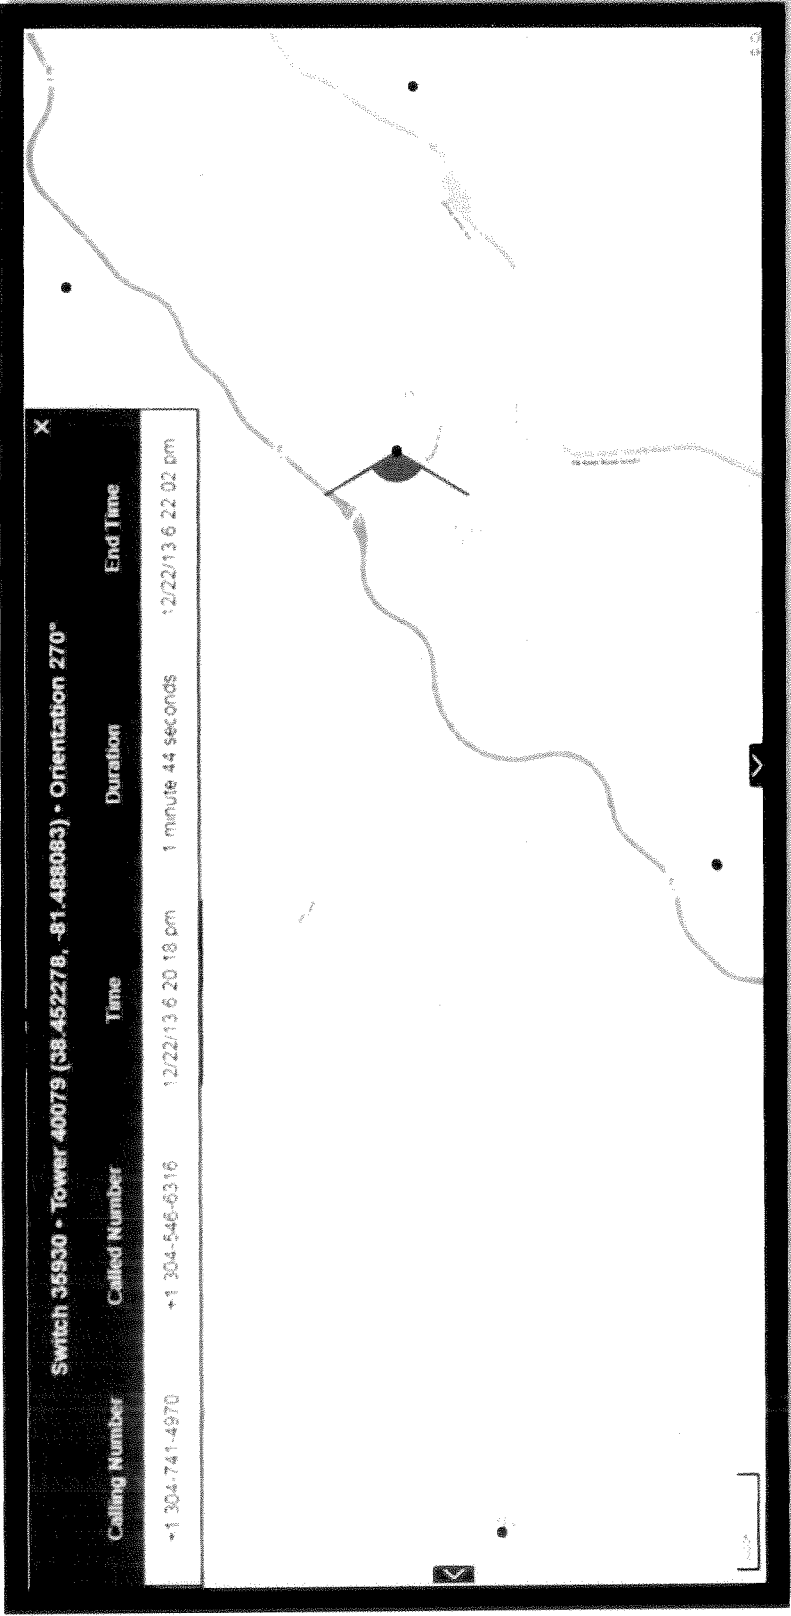 Switch 35930 • Tower 40079 (38.452278, -81.488083) • Orientation 270°
X
Calling Number Called Number Time Duration End Time
+1 304-741-4970 +1 304-546-6316 12/22/13 6 20 18 pm 1 minute 44 seconds 12/22/13 6 22 02 pm